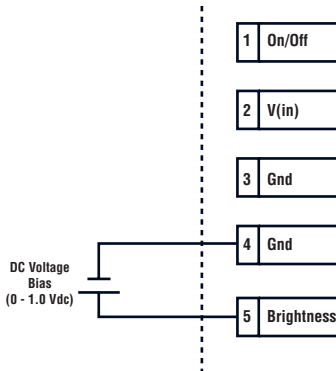 1 On/Off
2 V(in)
3 Gnd
4 Gnd
DC Voltage
Bias
(0 - 1.0 Vdc)
5 Brightness